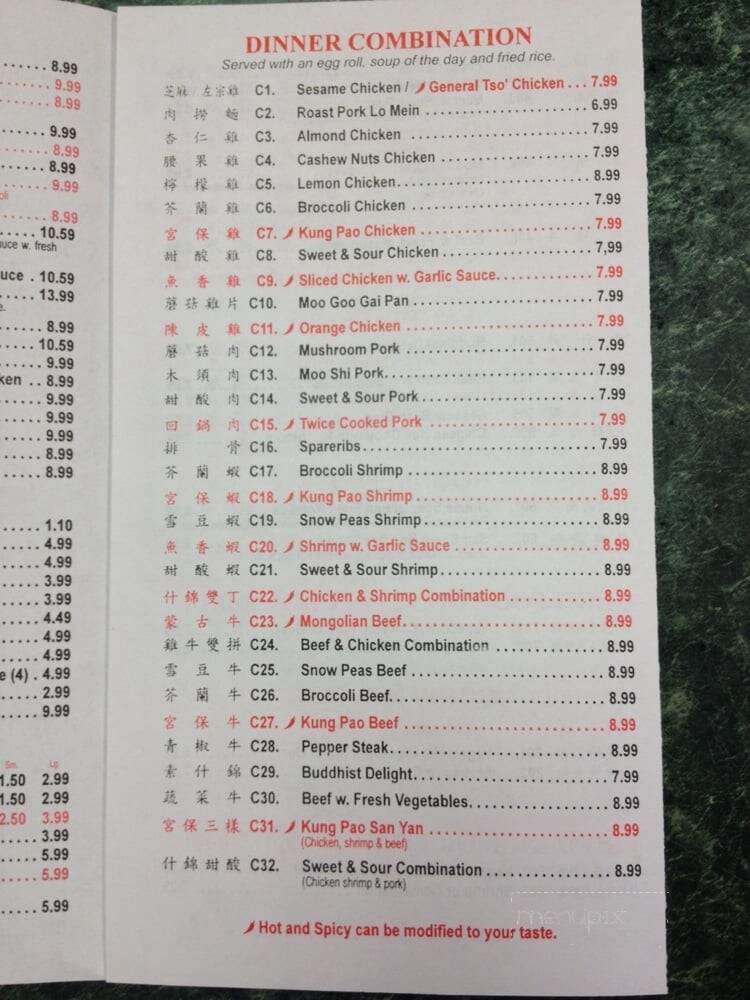 8.99
9.99
8.99
9.99
8.99
8.99
9.99
8.99
10.59
uce w. fresh
uce . 10.59
13.99
8.99
10.59
9.99
ken .. 8.99
9.99
9.99
9.99
8.99
8.99
1.10
4.99
4.99
3.99
3.99
4.49
4.99
4.99
e (4) . 4.99
2.99
9.99
Sm. Lg.
1.50 2.99
1.50 2.99
2.50 3.99
3.99
5.99
5.99
5.99
DINNER COMBINATION
Served with an egg roll, soup of the day and fried rice.
芝麻 / 左宗雞 C1. Sesame Chicken / General Tso' Chicken ... 7.99
肉撈麵 C2. Roast Pork Lo Mein 6.99
杏仁雞 C3. Almond Chicken 7.99
腰果雞 C4. Cashew Nuts Chicken 7.99
檸檬雞 C5. Lemon Chicken 8.99
芥蘭雞 C6. Broccoli Chicken 7.99
宮保雞 C7. Kung Pao Chicken 7.99
甜酸雞 C8. Sweet & Sour Chicken 7,99
魚香雞 C9. Sliced Chicken w. Garlic Sauce 7.99
蘑菇雞片 C10. Moo Goo Gai Pan 7.99
陳皮雞 C11. Orange Chicken 7.99
蘑菇肉 C12. Mushroom Pork 7.99
木須肉 C13. Moo Shi Pork 7.99
甜酸肉 C14. Sweet & Sour Pork 7.99
回鍋肉 C15. Twice Cooked Pork 7.99
排骨 C16. Spareribs 7.99
芥蘭蝦 C17. Broccoli Shrimp 8.99
宮保蝦 C18. Kung Pao Shrimp 8.99
雪豆蝦 C19. Snow Peas Shrimp 8.99
魚香蝦 C20. Shrimp w. Garlic Sauce 8.99
甜酸蝦 C21. Sweet & Sour Shrimp 8.99
什錦雙丁 C22. Chicken & Shrimp Combination 8.99
蒙古牛 C23. Mongolian Beef 8.99
雞牛雙拼 C24. Beef & Chicken Combination 8.99
雪豆牛 C25. Snow Peas Beef 8.99
芥蘭牛 C26. Broccoli Beef 8.99
宮保牛 C27. Kung Pao Beef 8.99
青椒牛 C28. Pepper Steak 8.99
素什錦 C29. Buddhist Delight 7.99
蔬菜牛 C30. Beef w. Fresh Vegetables 8.99
宮保三樣 C31. Kung Pao San Yan 8.99
(Chicken, shrimp & beef)
什錦甜酸 C32. Sweet & Sour Combination 8.99
(Chicken shrimp & pork)
menupix
Hot and Spicy can be modified to your taste.